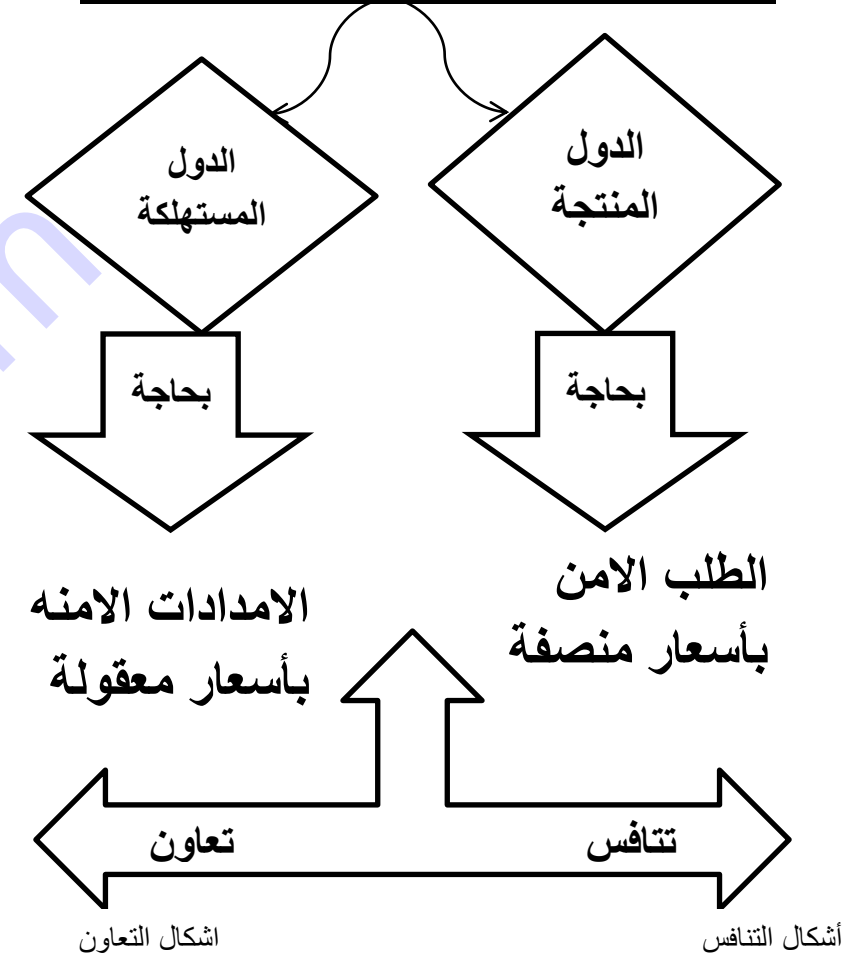 الدول
المنتجة
الدول
المستهلكة
بحاجة
بحاجة
الطلب الامن
بأسعار منصفة
الامدادات الامنه
بأسعار معقولة
تتافس
تعاون
أشكال التنافس
اشكال التعاون